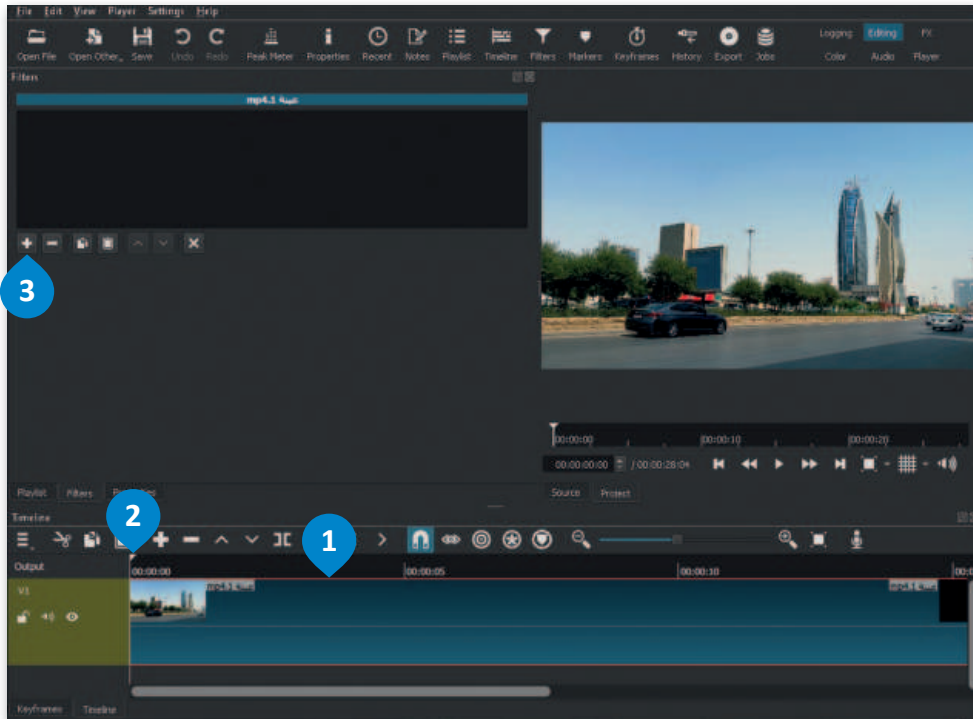 File Edit View Player Settings Help
Open File Open Other... Save Undo Redo Peak Meter Properties Recent Notes Playlist Timeline Filters Markers Keyframes History Export Jobs
Logging Editing FX
Color Audio Player
Filters
عينة 1.mp4
3
00:00:00 00:00:10 00:00:20
00:00:00:00 / 00:00:28:04
Playlist Filters
Source Project
Timeline
2
1
Output 00:00:00 00:00:05 00:00:10
V1 عينة 1.mp4 عينة 1.mp4
Keyframes Timeline